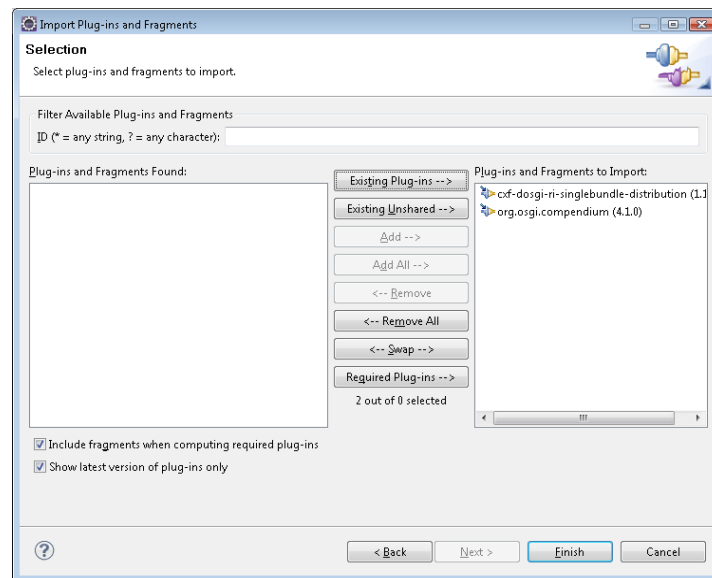 Import Plug-ins and Fragments
Selection
Select plug-ins and fragments to import.
Filter Available Plug-ins and Fragments
ID (* = any string, ? = any character):
Plug-ins and Fragments Found:
Existing Plug-ins -->
Existing Unshared -->
Add -->
Add All -->
<-- Remove
<-- Remove All
<-- Swap -->
Required Plug-ins -->
2 out of 0 selected
Plug-ins and Fragments to Import:
cxf-dosgi-ri-singlebundle-distribution (1.1
org.osgi.compendium (4.1.0)
Include fragments when computing required plug-ins
Show latest version of plug-ins only
?
< Back
Next >
Finish
Cancel